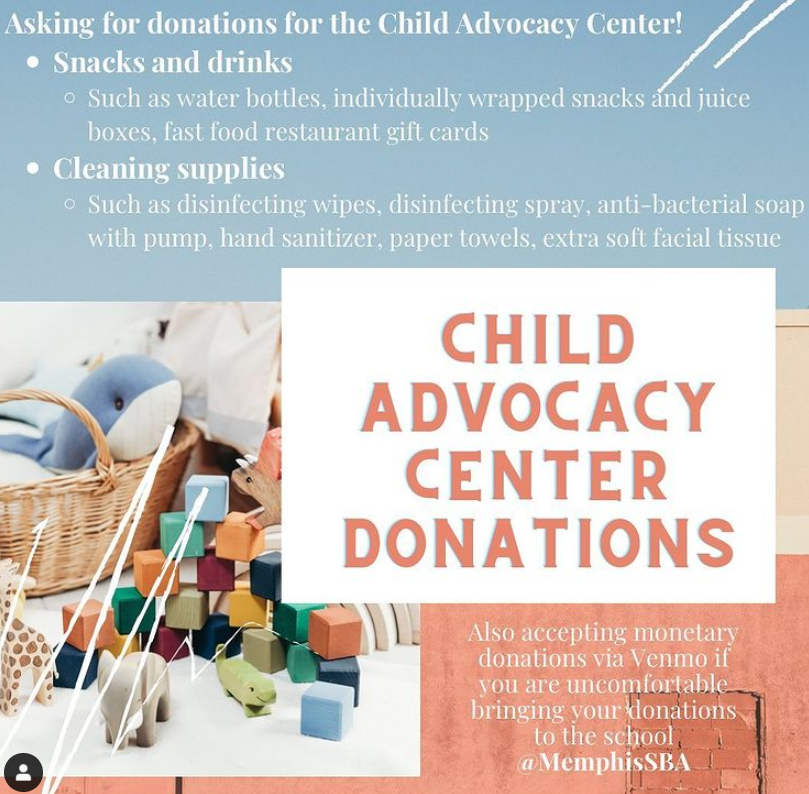 Asking for donations for the Child Advocacy Center!
Snacks and drinks
Such as water bottles, individually wrapped snacks and juice
boxes, fast food restaurant gift cards
Cleaning supplies
Such as disinfecting wipes, disinfecting spray, anti-bacterial soap
with pump, hand sanitizer, paper towels, extra soft facial tissue
CHILD
ADVOCACY
CENTER
DONATIONS
Also accepting monetary
donations via Venmo if
you are uncomfortable
bringing your donations
to the school
@MemphisSBA